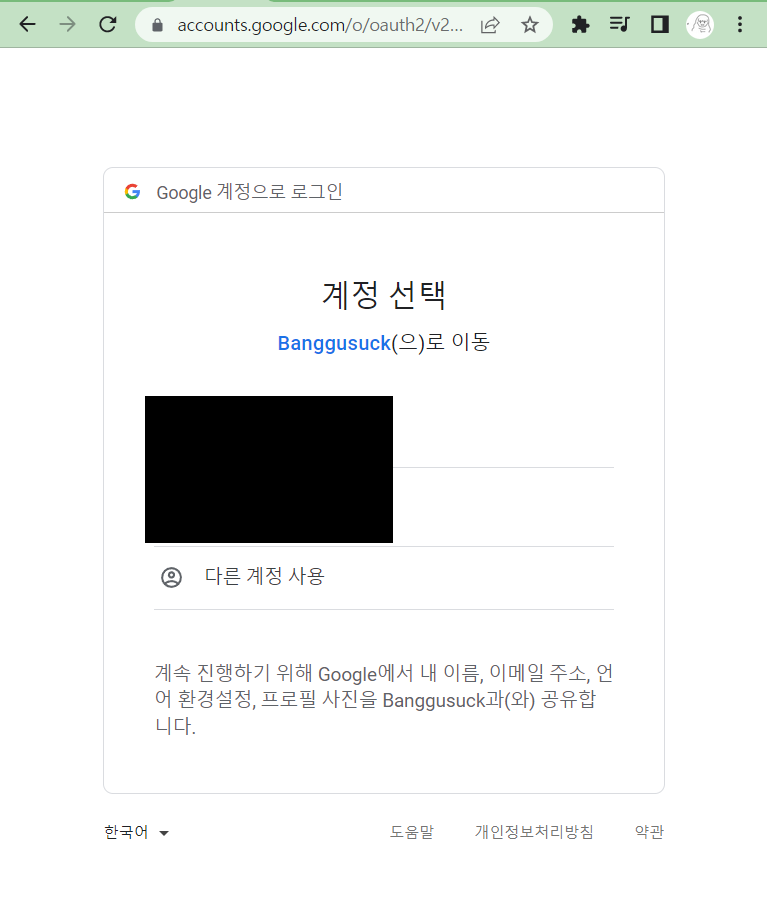 accounts.google.com/o/oauth2/v2...
Google 계정으로 로그인
계정 선택
Banggusuck(으)로 이동
다른 계정 사용
계속 진행하기 위해 Google에서 내 이름, 이메일 주소, 언
어 환경설정, 프로필 사진을 Banggusuck과(와) 공유합
니다.
한국어 도움말 개인정보처리방침 약관